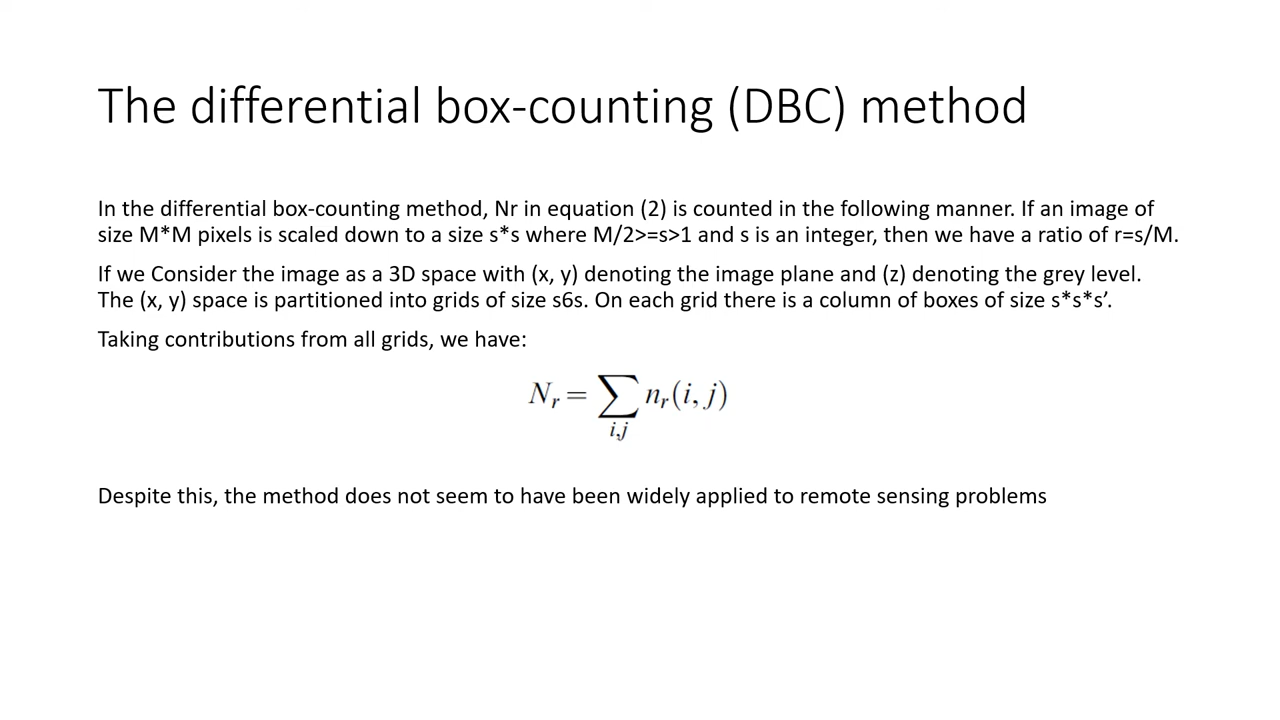 The differential box-counting (DBC) method
In the differential box-counting method, Nr in equation (2) is counted in the following manner. If an image of
size M*M pixels is scaled down to a size s*s where M/2>=s>1 and s is an integer, then we have a ratio of r=s/M.
If we Consider the image as a 3D space with (x, y) denoting the image plane and (z) denoting the grey level.
The (x, y) space is partitioned into grids of size s6s. On each grid there is a column of boxes of size s*s*s’.
Taking contributions from all grids, we have:
N_r = ∑_{i,j} n_r(i, j)
Despite this, the method does not seem to have been widely applied to remote sensing problems